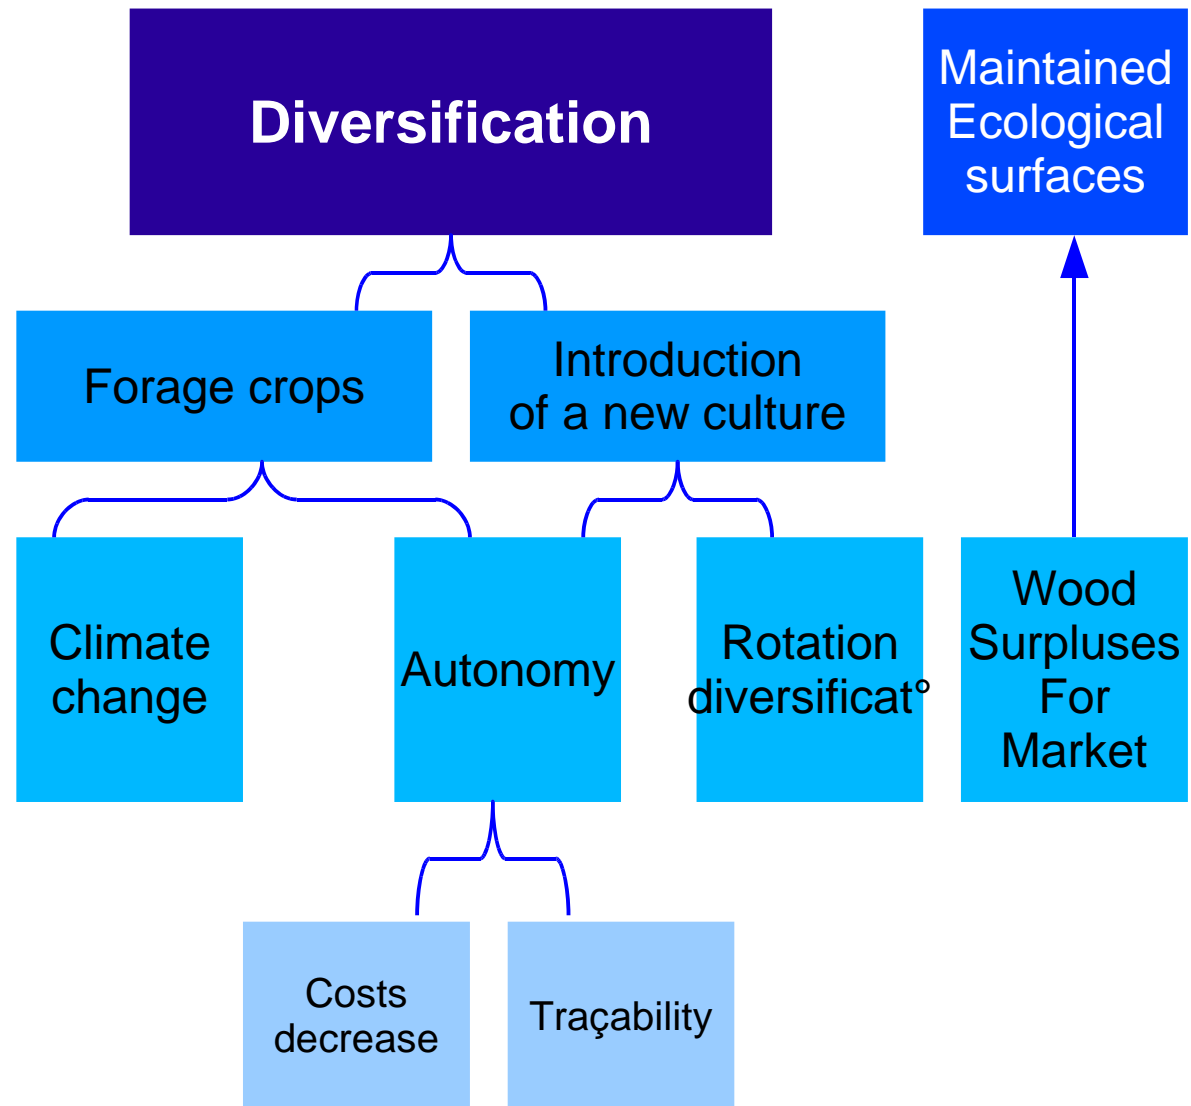 Diversification
Maintained
Ecological
surfaces
Forage crops
Introduction
of a new culture
Climate
change
Autonomy
Rotation
diversificat°
Wood
Surpluses
For
Market
Costs
decrease
Traçability